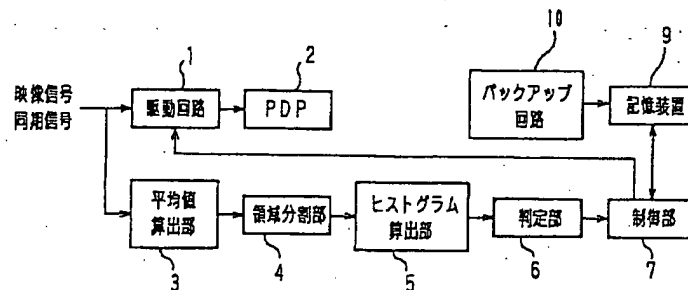 1
2
10
9
映像信号
同期信号
駆動回路
PDP
バックアップ
回路
記憶装置
平均値
算出部
領域分割部
ヒストグラム
算出部
判定部
制御部
3
4
5
6
7